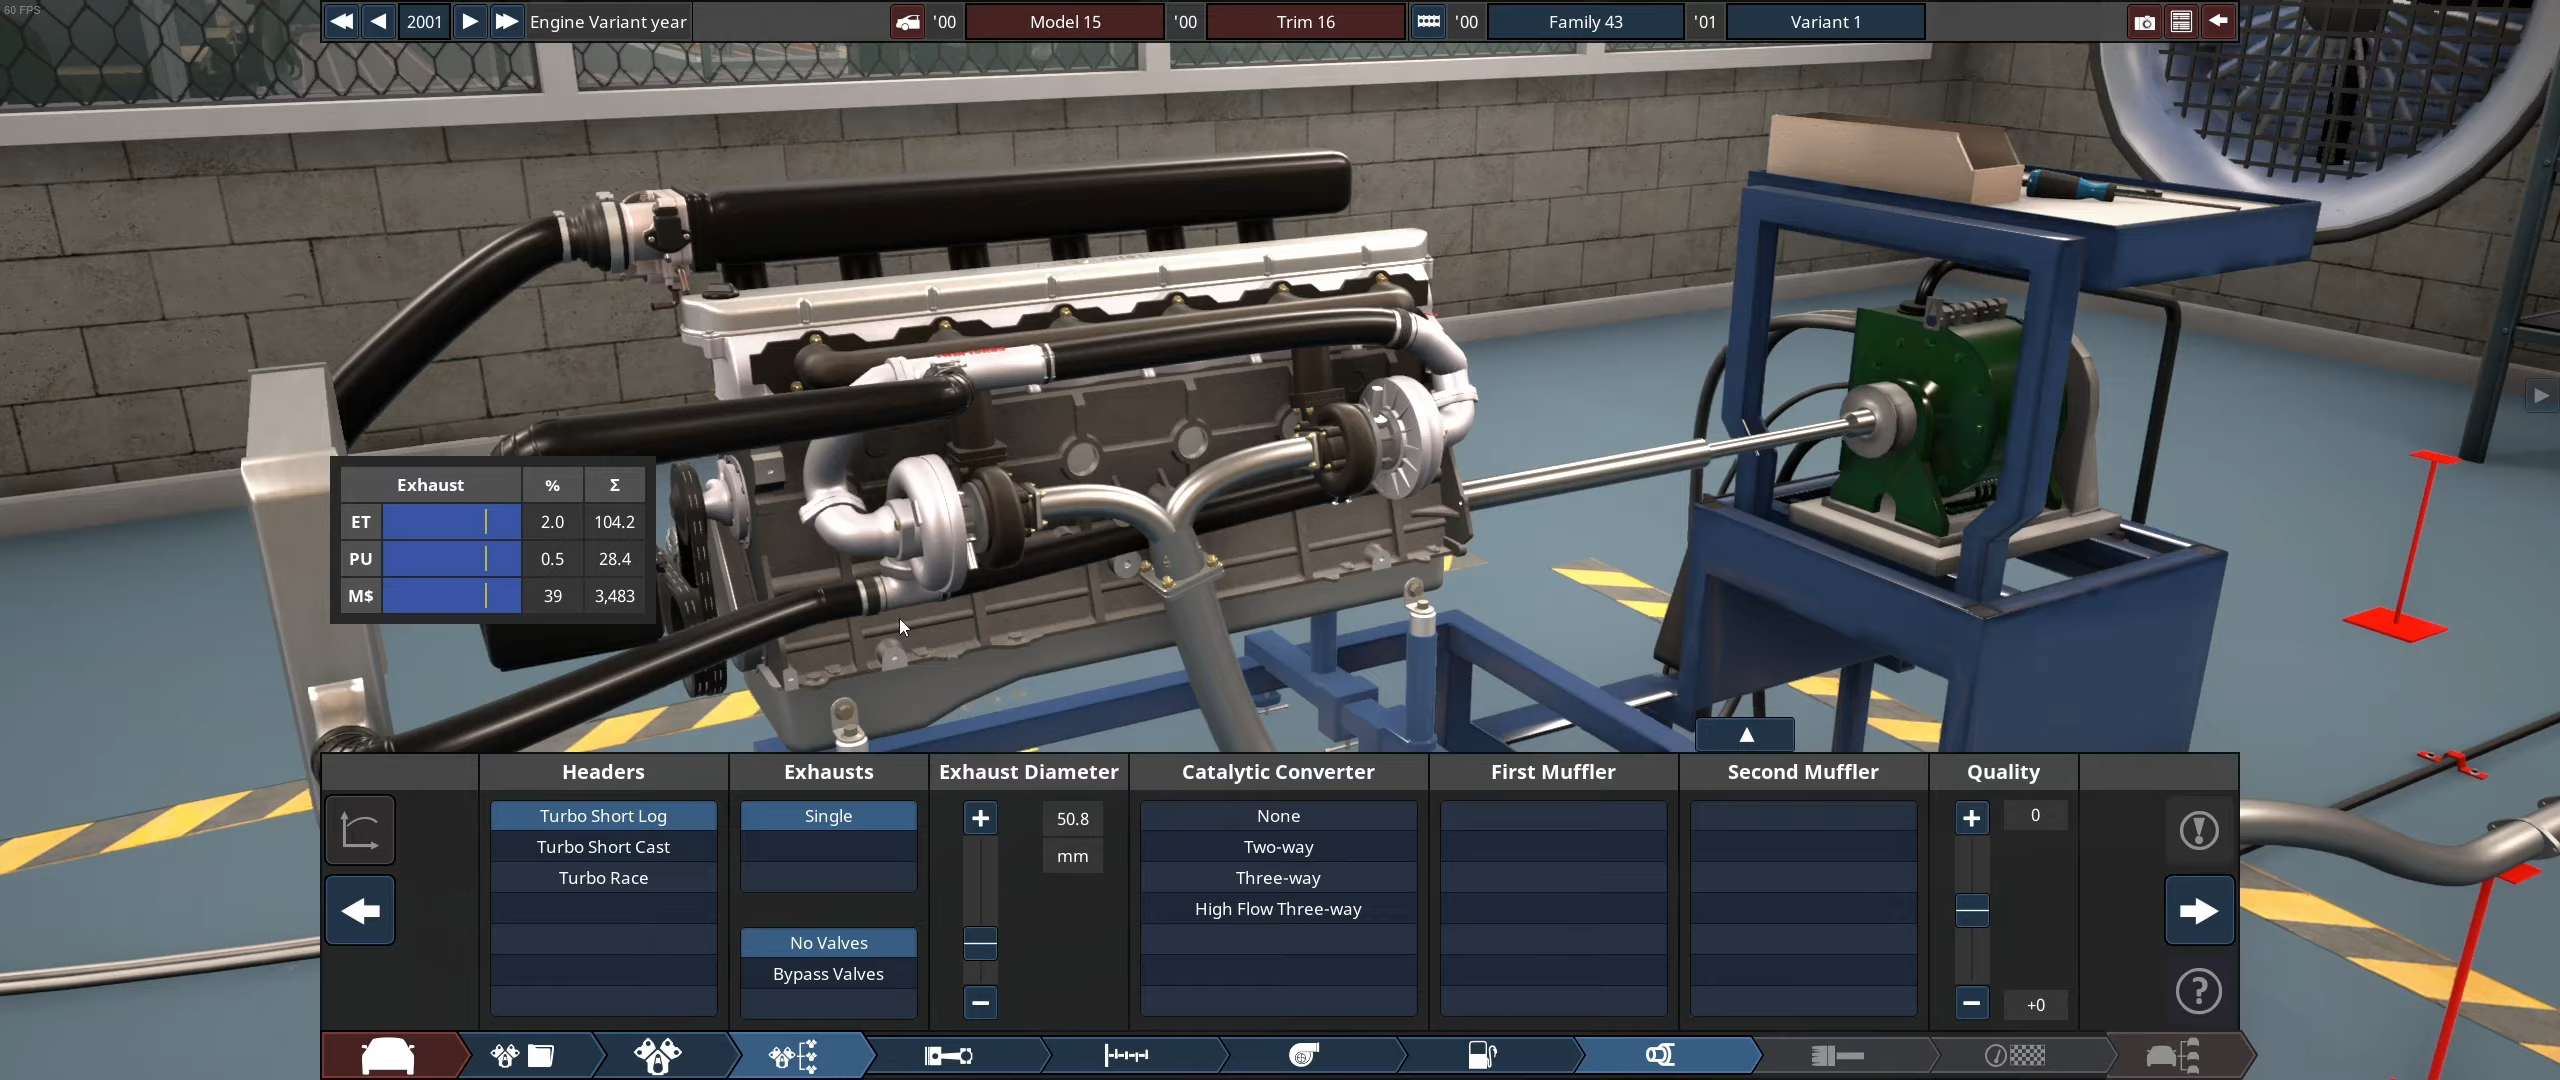 60 FPS
2001 Engine Variant year '00 Model 15 '00 Trim 16 '00 Family 43 '01 Variant 1
Exhaust % Σ
ET 2.0 104.2
PU 0.5 28.4
M$ 39 3,483
Headers Exhausts Exhaust Diameter Catalytic Converter First Muffler Second Muffler Quality
Turbo Short Log Single + 50.8 None + 0
Turbo Short Cast mm Two-way
Turbo Race Three-way
High Flow Three-way
No Valves
Bypass Valves
− − +0